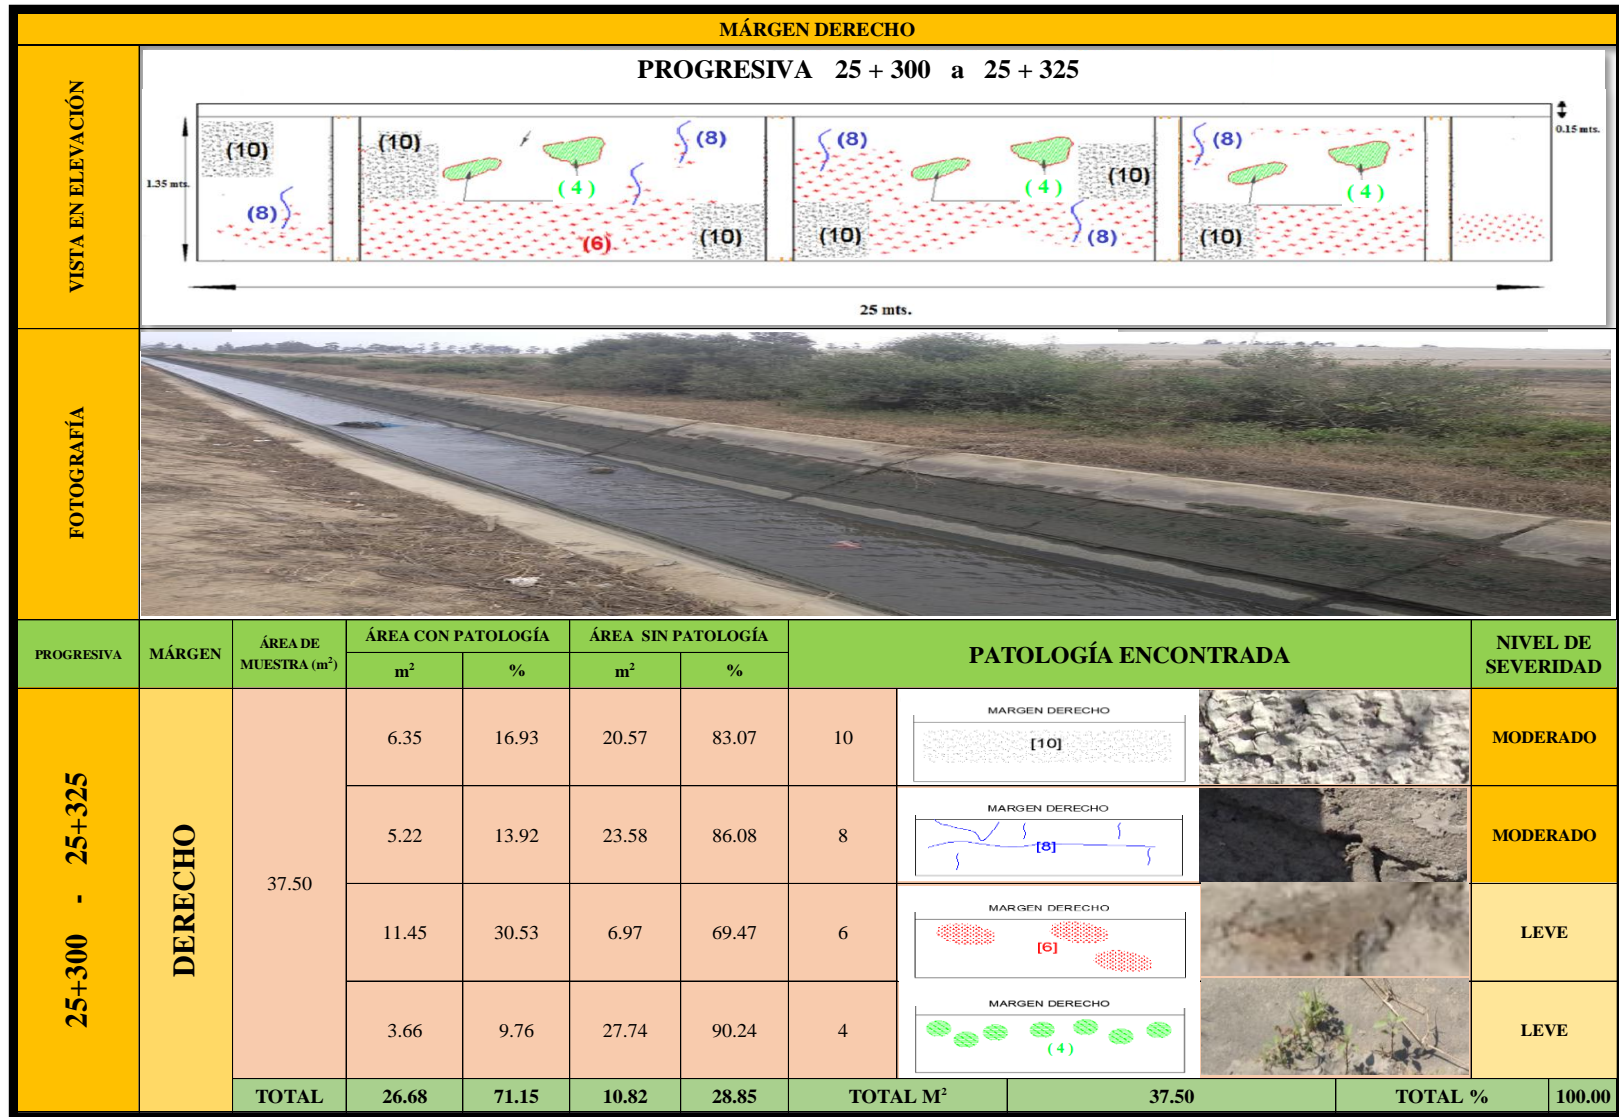 MÁRGEN DERECHO
VISTA EN ELEVACIÓN
PROGRESIVA 25 + 300 a 25 + 325
(10)
(8)
(10)
(4)
(8)
(6)
(10)
(8)
(10)
(4)
(10)
(8)
(8)
(10)
(4)
0.15 mts.
1.35 mts.
25 mts.
FOTOGRAFÍA
PROGRESIVA
MÁRGEN
ÁREA DE
MUESTRA (m²)
ÁREA CON PATOLOGÍA
m² %
ÁREA SIN PATOLOGÍA
m² %
PATOLOGÍA ENCONTRADA
NIVEL DE
SEVERIDAD
25+300 - 25+325
DERECHO
37.50
6.35 16.93 20.57 83.07 10
MARGEN DERECHO
[10]
MODERADO
5.22 13.92 23.58 86.08 8
MARGEN DERECHO
[8]
MODERADO
11.45 30.53 6.97 69.47 6
MARGEN DERECHO
[6]
LEVE
3.66 9.76 27.74 90.24 4
MARGEN DERECHO
(4)
LEVE
TOTAL 26.68 71.15 10.82 28.85 TOTAL M² 37.50 TOTAL % 100.00